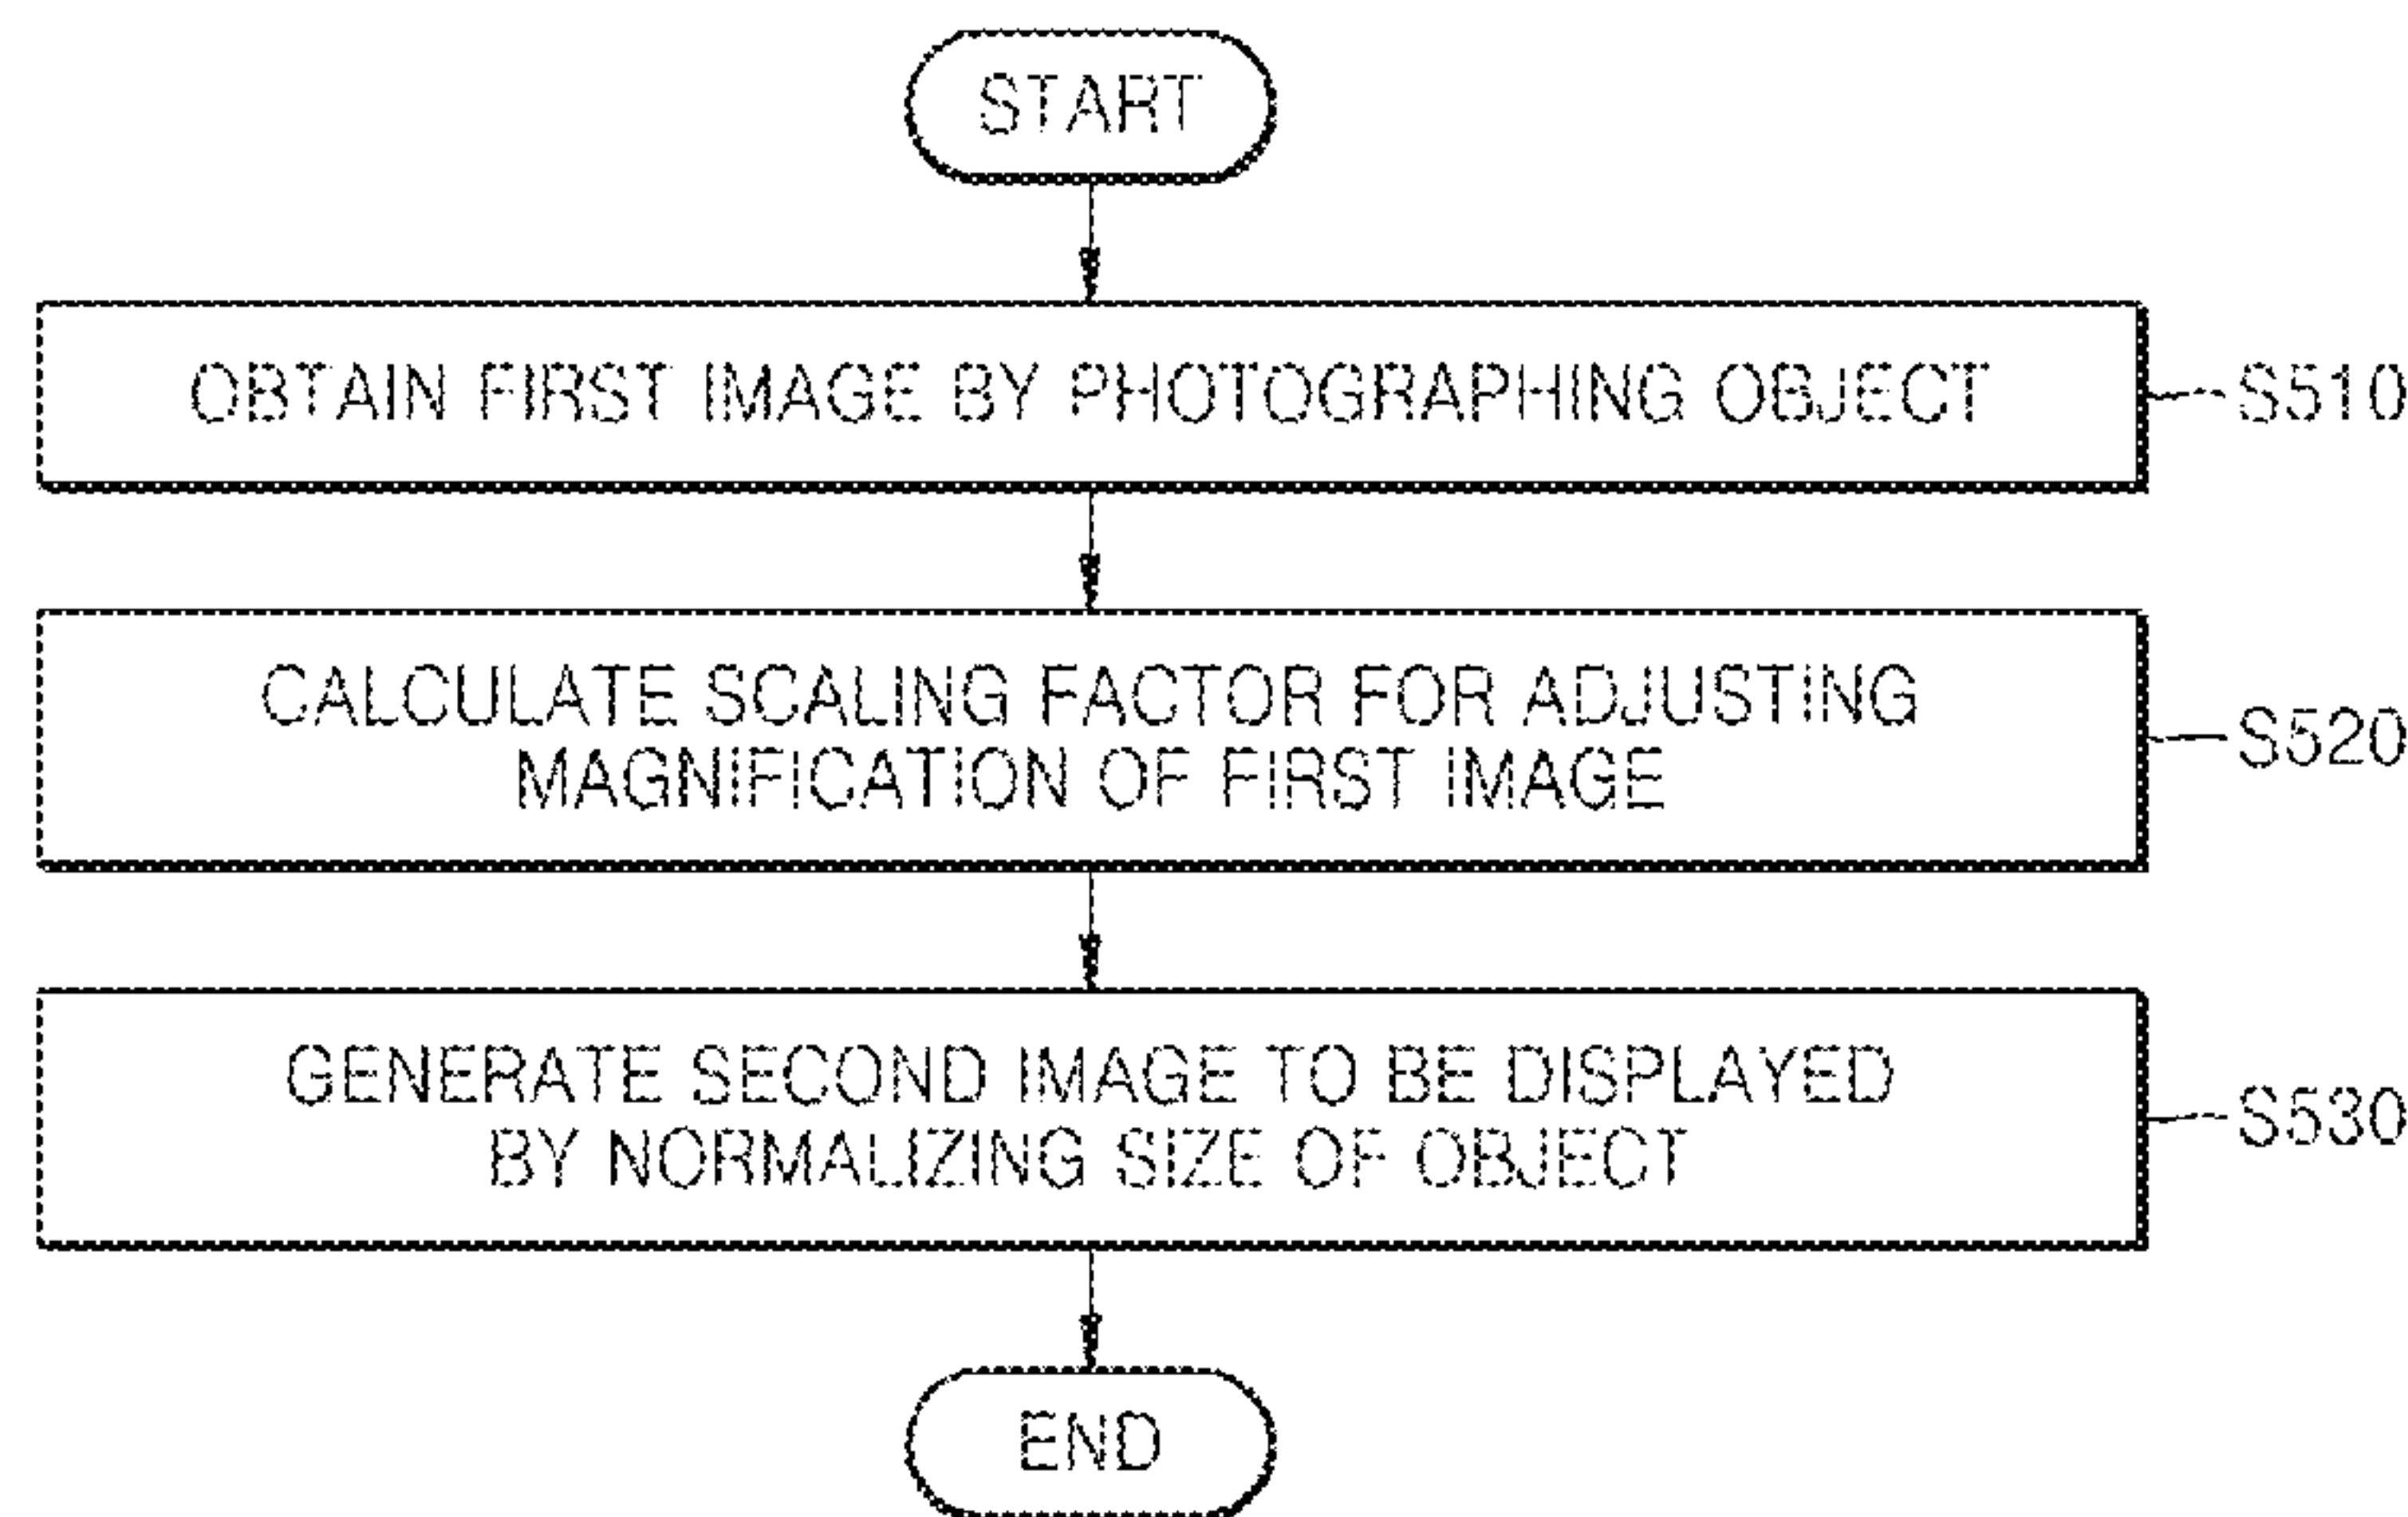 START
OBTAIN FIRST IMAGE BY PHOTOGRAPHING OBJECT
S510
CALCULATE SCALING FACTOR FOR ADJUSTING
MAGNIFICATION OF FIRST IMAGE
S520
GENERATE SECOND IMAGE TO BE DISPLAYED
BY NORMALIZING SIZE OF OBJECT
S530
END